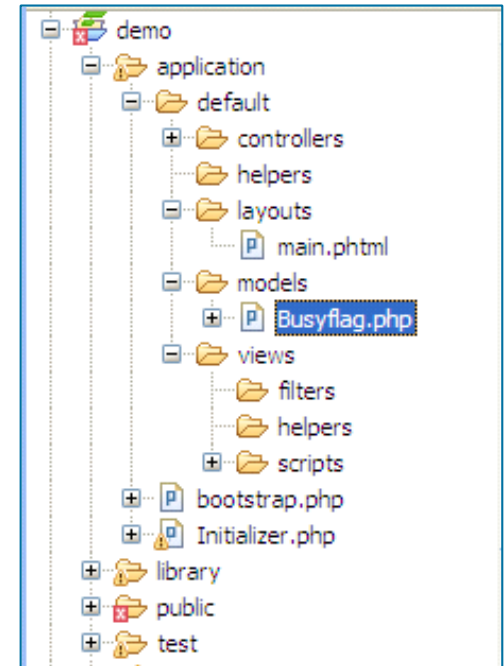 demo
application
default
controllers
helpers
layouts
main.phtml
models
Busyflag.php
views
filters
helpers
scripts
bootstrap.php
Initializer.php
library
public
test